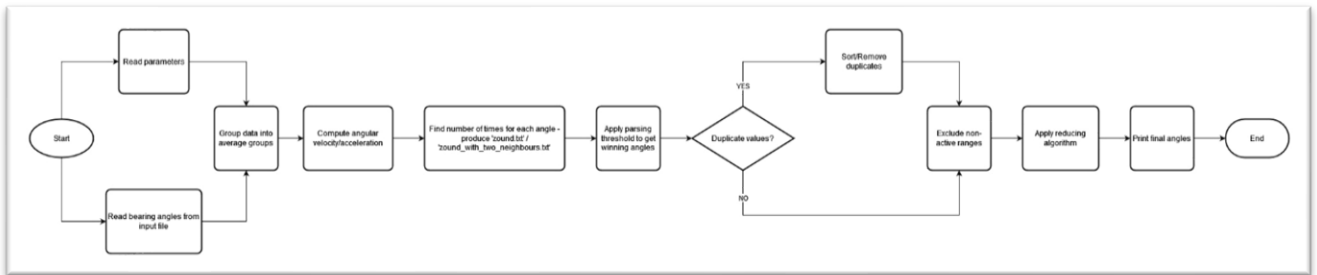 Start
Read parameters
Read bearing angles from
input file
Group data into
average groups
Compute angular
velocity/acceleration
Find number of times for each angle -
produce 'zound.txt' /
'zound_with_two_neighbours.txt'
Apply parsing
threshold to get
winning angles
Duplicate values?
YES
Sort/Remove
duplicates
NO
Exclude non-
active ranges
Apply reducing
algorithm
Print final angles
End